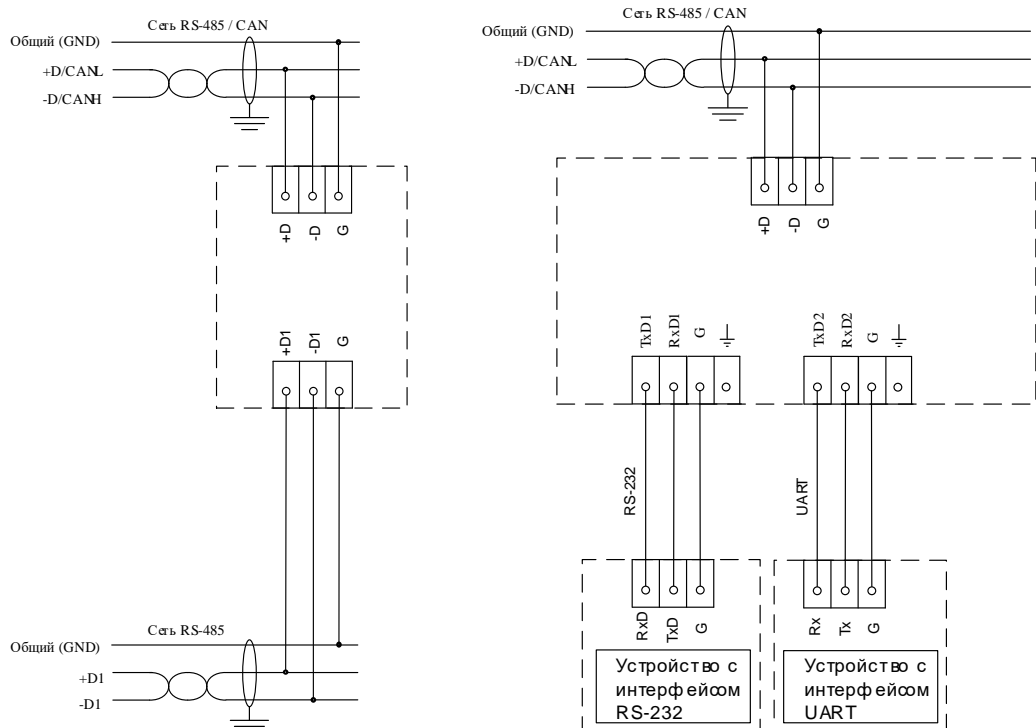 Сеть RS-485 / CAN
Общий (GND)
+D/CANL
-D/CANH
+D
-D
G
+D1
-D1
G
Сеть RS-485
Общий (GND)
+D1
-D1
Сеть RS-485 / CAN
Общий (GND)
+D/CANL
-D/CANH
+D
-D
G
TxD1
RxD1
G
TxD2
RxD2
G
RS-232
UART
RxD
TxD
G
Rx
Tx
G
Устройство с
интерфейсом
RS-232
Устройство с
интерфейсом
UART